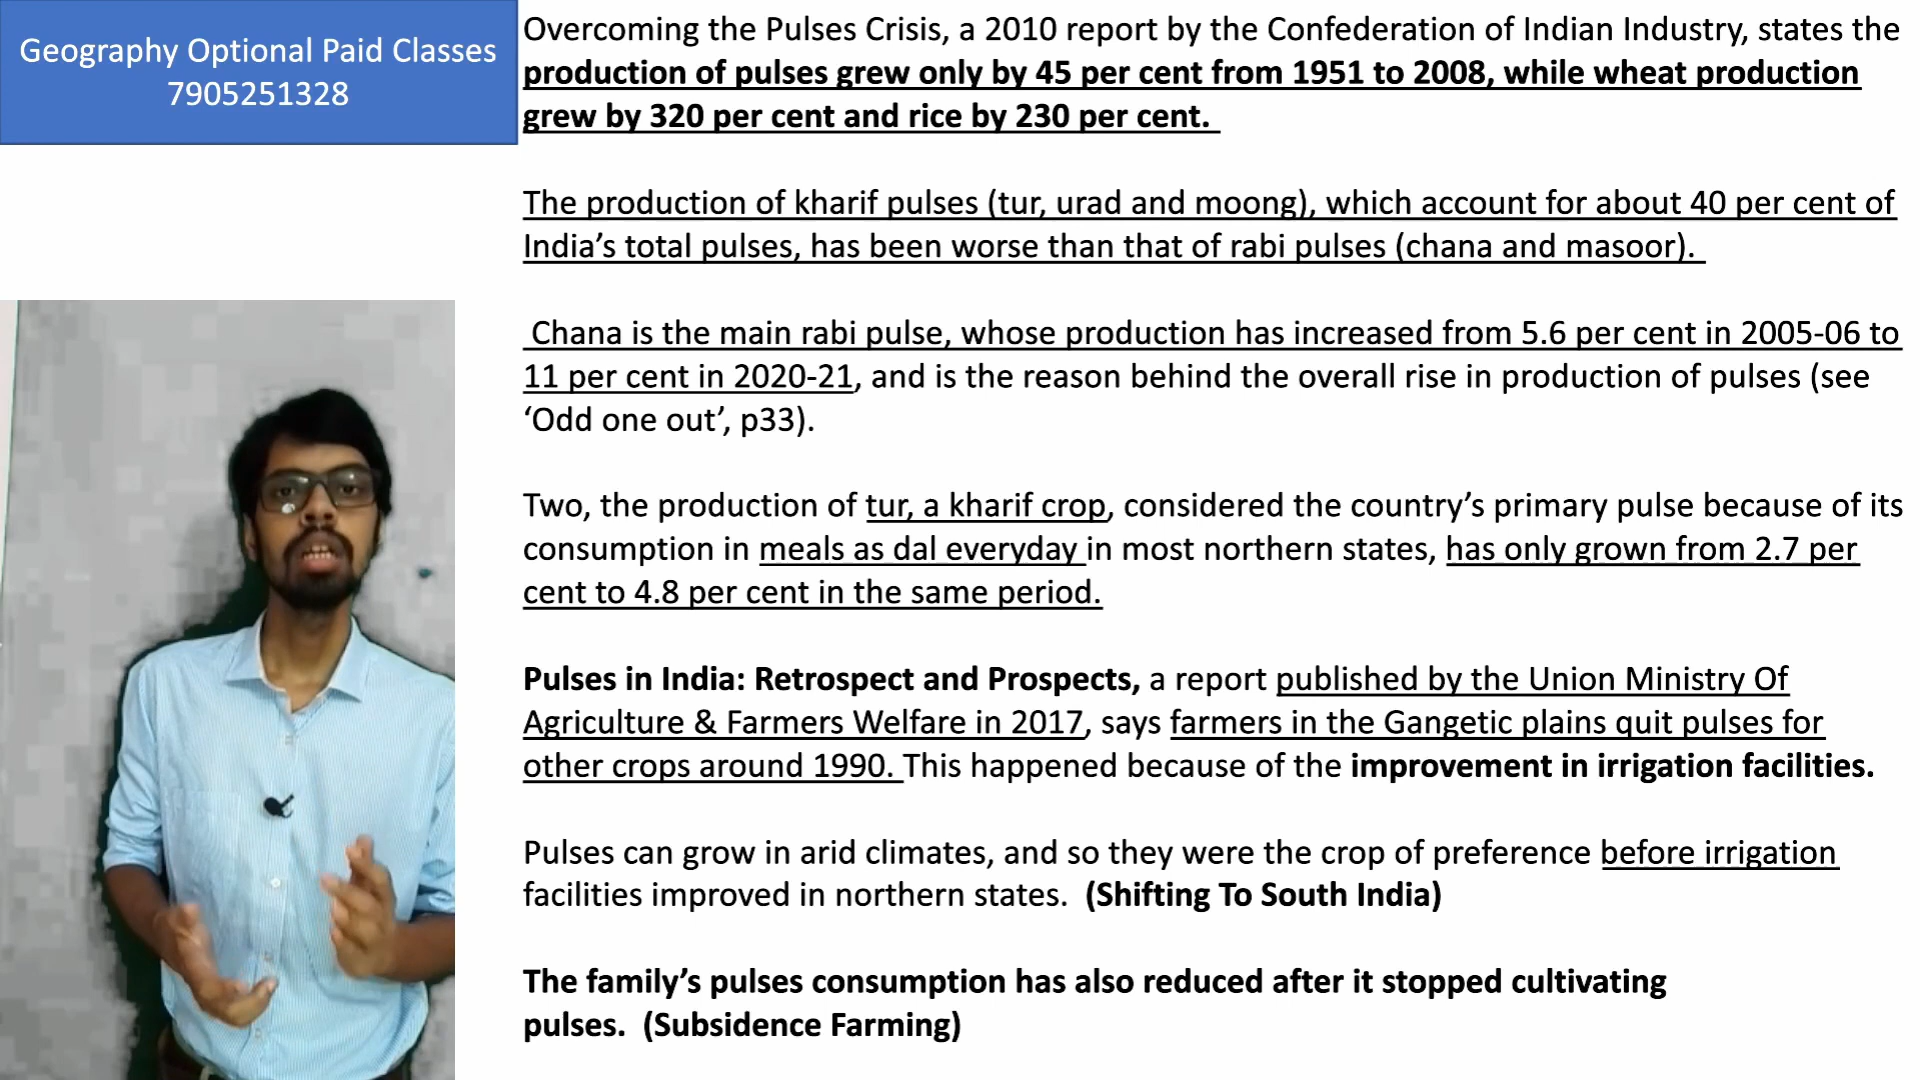 Geography Optional Paid Classes
7905251328
Overcoming the Pulses Crisis, a 2010 report by the Confederation of Indian Industry, states the
production of pulses grew only by 45 per cent from 1951 to 2008, while wheat production
grew by 320 per cent and rice by 230 per cent.
The production of kharif pulses (tur, urad and moong), which account for about 40 per cent of
India’s total pulses, has been worse than that of rabi pulses (chana and masoor).
Chana is the main rabi pulse, whose production has increased from 5.6 per cent in 2005-06 to
11 per cent in 2020-21, and is the reason behind the overall rise in production of pulses (see
‘Odd one out’, p33).
Two, the production of tur, a kharif crop, considered the country’s primary pulse because of its
consumption in meals as dal everyday in most northern states, has only grown from 2.7 per
cent to 4.8 per cent in the same period.
Pulses in India: Retrospect and Prospects, a report published by the Union Ministry Of
Agriculture & Farmers Welfare in 2017, says farmers in the Gangetic plains quit pulses for
other crops around 1990. This happened because of the improvement in irrigation facilities.
Pulses can grow in arid climates, and so they were the crop of preference before irrigation
facilities improved in northern states. (Shifting To South India)
The family’s pulses consumption has also reduced after it stopped cultivating
pulses. (Subsidence Farming)